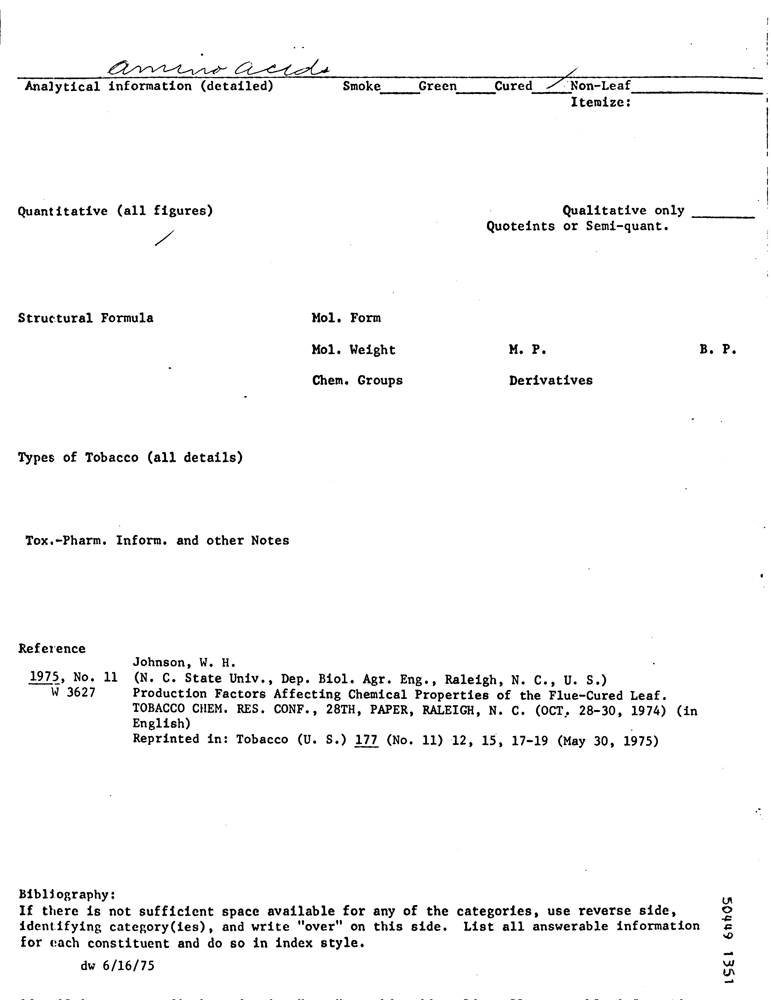 amino acids
Analytical information (detailed) Smoke_____Green_____Cured_____Non-Leaf_____
Itemize:
Quantitative (all figures) Qualitative only _____
Quoteints or Semi-quant.
/
Structural Formula Mol. Form
Mol. Weight M. P. B. P.
Chem. Groups Derivatives
Types of Tobacco (all details)
Tox.-Pharm. Inform. and other Notes
Reference
Johnson, W. H.
1975, No. 11 (N. C. State Univ., Dep. Biol. Agr. Eng., Raleigh, N. C., U. S.)
W 3627 Production Factors Affecting Chemical Properties of the Flue-Cured Leaf.
TOBACCO CHEM. RES. CONF., 28TH, PAPER, RALEIGH, N. C. (OCT. 28-30, 1974) (in
English)
Reprinted in: Tobacco (U. S.) 177 (No. 11) 12, 15, 17-19 (May 30, 1975)
Bibliography:
If there is not sufficient space available for any of the categories, use reverse side,
identifying category(ies), and write "over" on this side. List all answerable information
for each constituent and do so in index style.
dw 6/16/75
50449 1351